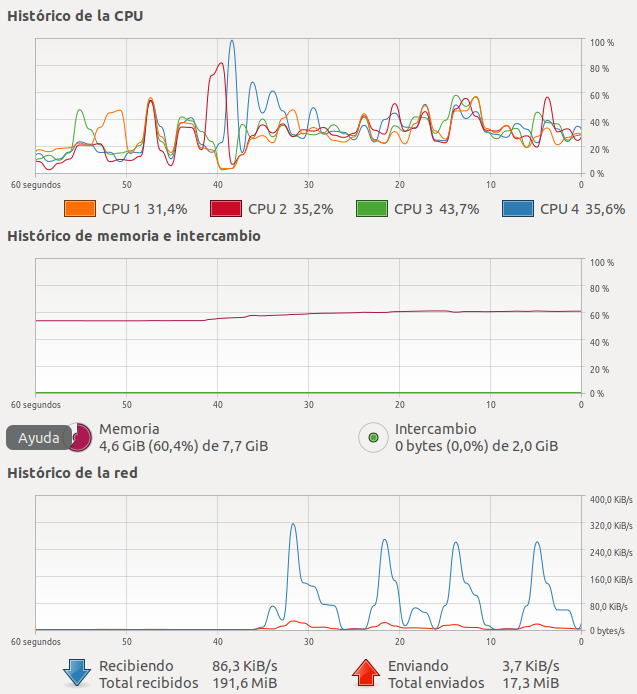 Histórico de la CPU
100 %
80 %
60 %
40 %
20 %
0 %
60 segundos 50 40 30 20 10 0
CPU 1 31,4% CPU 2 35,2% CPU 3 43,7% CPU 4 35,6%
Histórico de memoria e intercambio
100 %
80 %
60 %
40 %
20 %
0 %
60 segundos 50 40 30 20 10 0
Ayuda
Memoria
4,6 GiB (60,4%) de 7,7 GiB
Intercambio
0 bytes (0,0%) de 2,0 GiB
Histórico de la red
400,0 KiB/s
320,0 KiB/s
240,0 KiB/s
160,0 KiB/s
80,0 KiB/s
0 bytes/s
60 segundos 50 40 30 20 10 0
Recibiendo 86,3 KiB/s
Total recibidos 191,6 MiB
Enviando 3,7 KiB/s
Total enviados 17,3 MiB